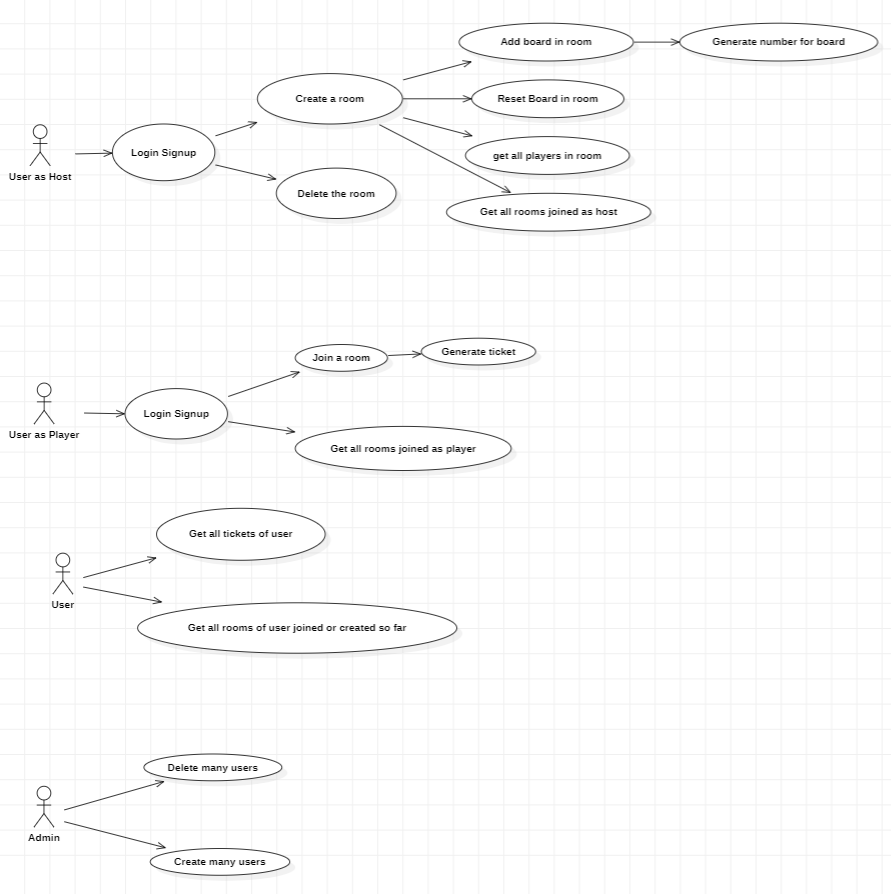 Add board in room
Generate number for board
Create a room
Reset Board in room
Login Signup
get all players in room
User as Host
Delete the room
Get all rooms joined as host
Join a room
Generate ticket
Login Signup
User as Player
Get all rooms joined as player
Get all tickets of user
User
Get all rooms of user joined or created so far
Delete many users
Admin
Create many users